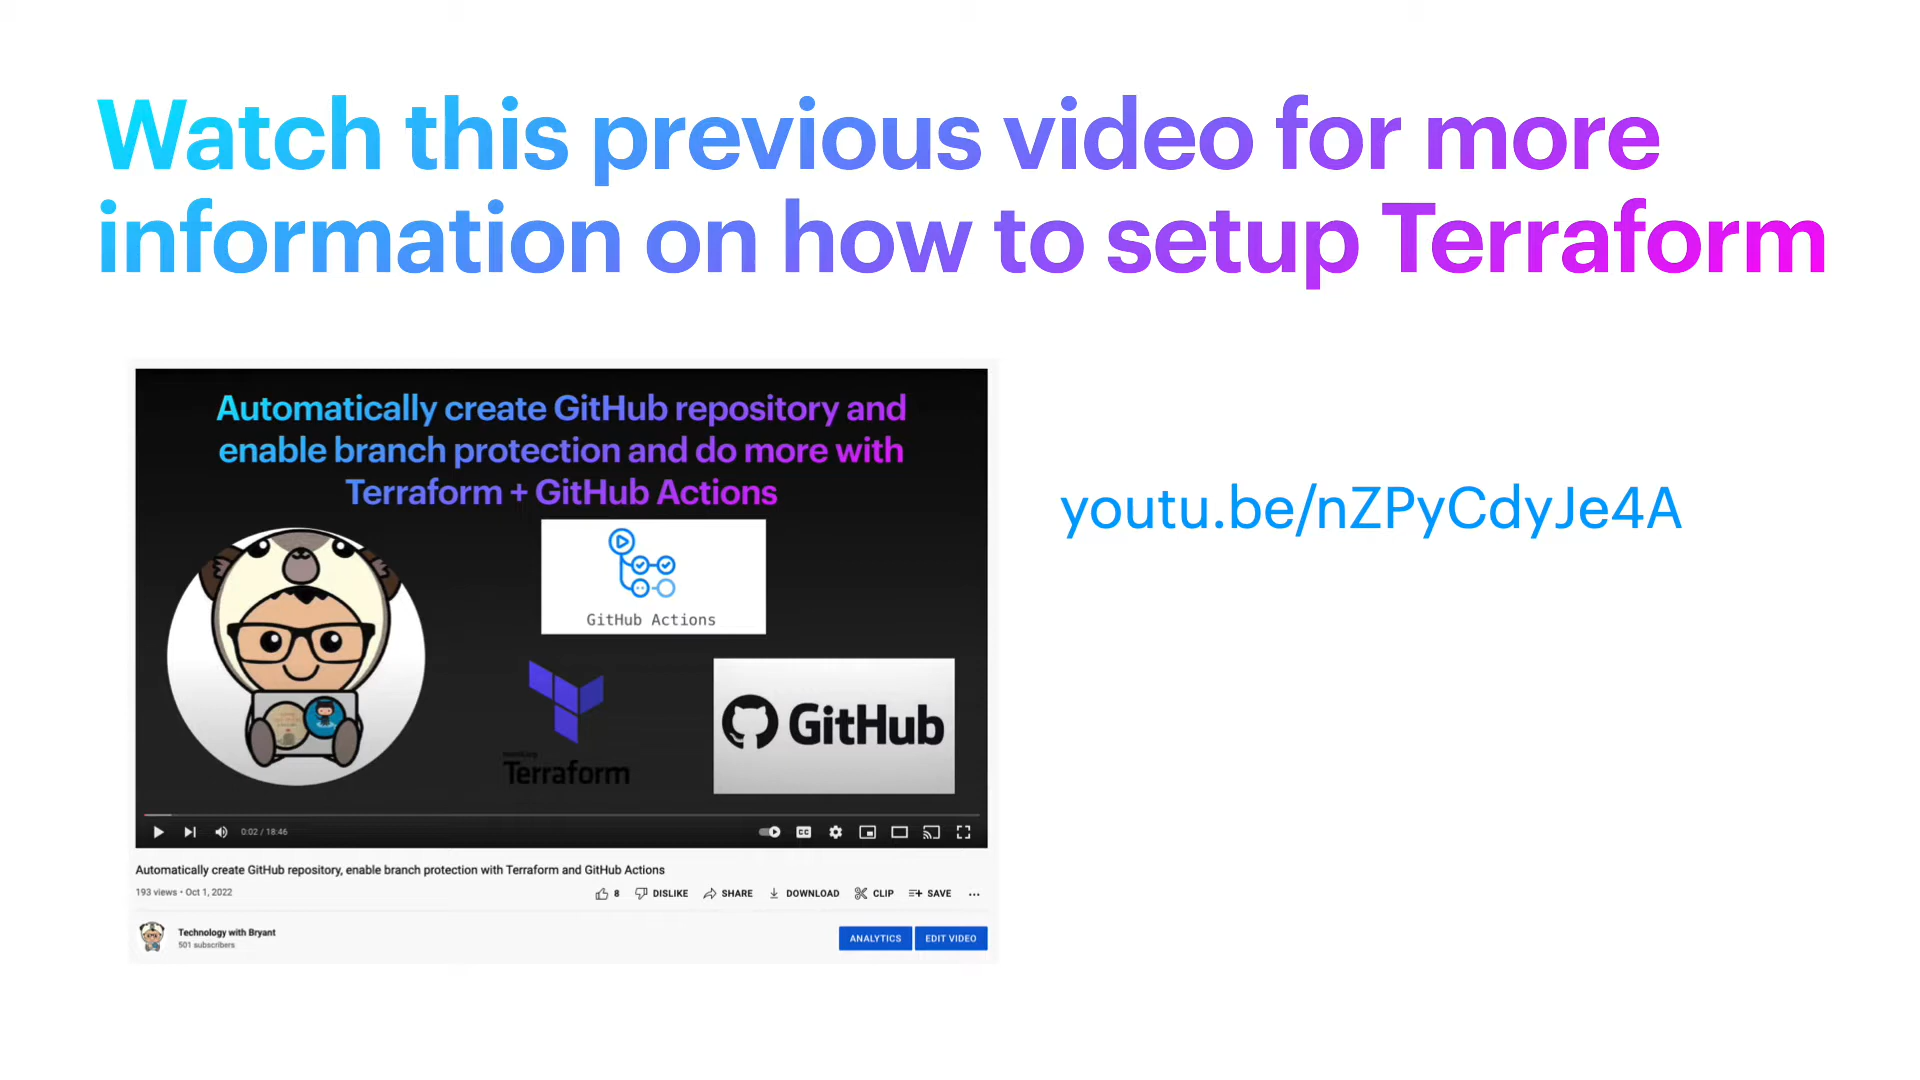 Watch this previous video for more
information on how to setup Terraform
Automatically create GitHub repository and
enable branch protection and do more with
Terraform + GitHub Actions
GitHub Actions
Terraform
GitHub
0:02 / 18:46
CC
Automatically create GitHub repository, enable branch protection with Terraform and GitHub Actions
193 views • Oct 1, 2022
8 DISLIKE SHARE DOWNLOAD CLIP SAVE ...
Technology with Bryant
501 subscribers
ANALYTICS EDIT VIDEO
youtu.be/nZPyCdyJe4A